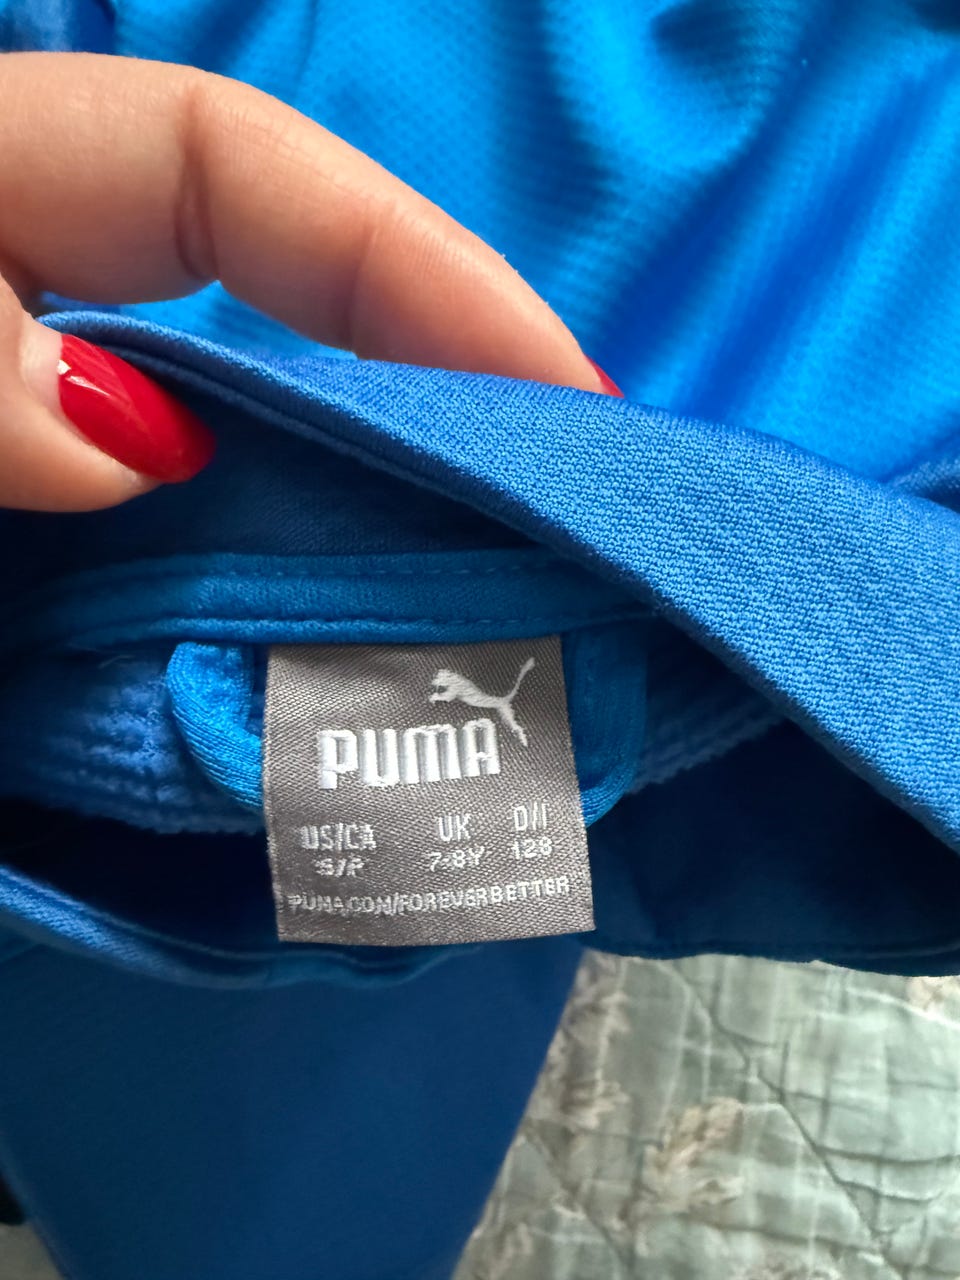 PUMA
US/CA UK D/I
S/P 7-8Y 128
PUMA.COM/FOREVERBETTER